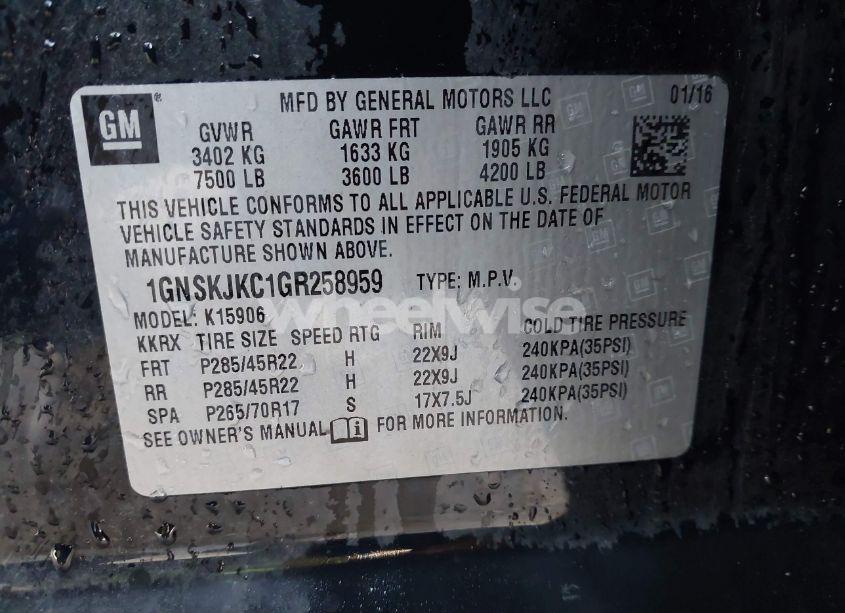 GM ®
MFD BY GENERAL MOTORS LLC 01/16
GVWR GAWR FRT GAWR RR
3402 KG 1633 KG 1905 KG
7500 LB 3600 LB 4200 LB
THIS VEHICLE CONFORMS TO ALL APPLICABLE U.S. FEDERAL MOTOR
VEHICLE SAFETY STANDARDS IN EFFECT ON THE DATE OF
MANUFACTURE SHOWN ABOVE.
1GNSKJKC1GR258959 TYPE: M.P.V.
wheelwise
MODEL: K15906
KKRX TIRE SIZE SPEED RTG RIM COLD TIRE PRESSURE
FRT P285/45R22 H 22X9J 240KPA(35PSI)
RR P285/45R22 H 22X9J 240KPA(35PSI)
SPA P265/70R17 S 17X7.5J 240KPA(35PSI)
SEE OWNER'S MANUAL i FOR MORE INFORMATION.